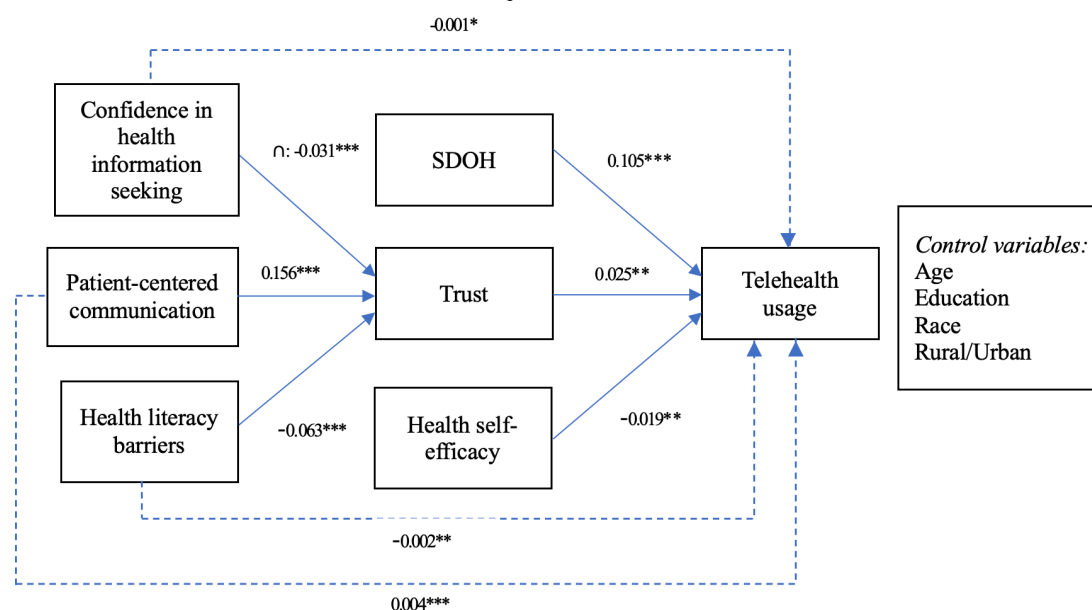 -0.001*
Confidence in
health
information
seeking
∩: -0.031***
SDOH
0.105***
Control variables:
Age
Education
Race
Rural/Urban
Patient-centered
communication
0.156***
Trust
0.025**
Telehealth
usage
Health literacy
barriers
−0.063***
Health self-
efficacy
−0.019**
−0.002**
0.004***